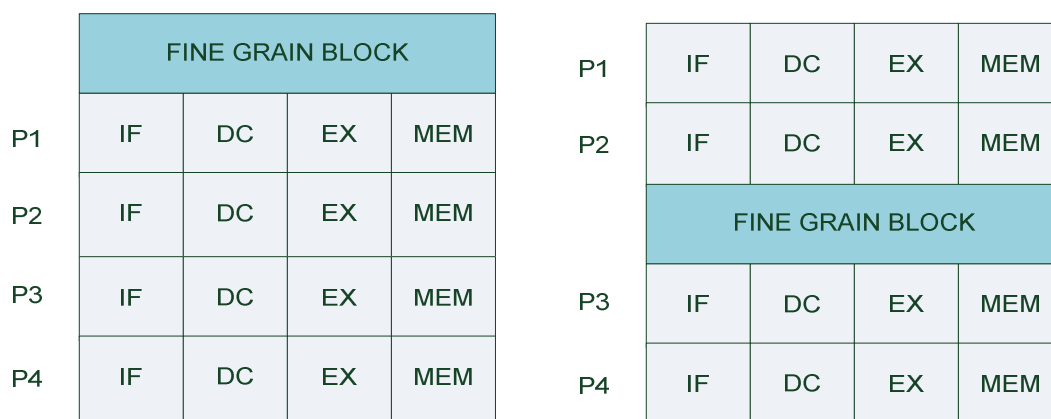 FINE GRAIN BLOCK
P1 IF DC EX MEM
P2 IF DC EX MEM
P3 IF DC EX MEM
P4 IF DC EX MEM
P1 IF DC EX MEM
P2 IF DC EX MEM
FINE GRAIN BLOCK
P3 IF DC EX MEM
P4 IF DC EX MEM